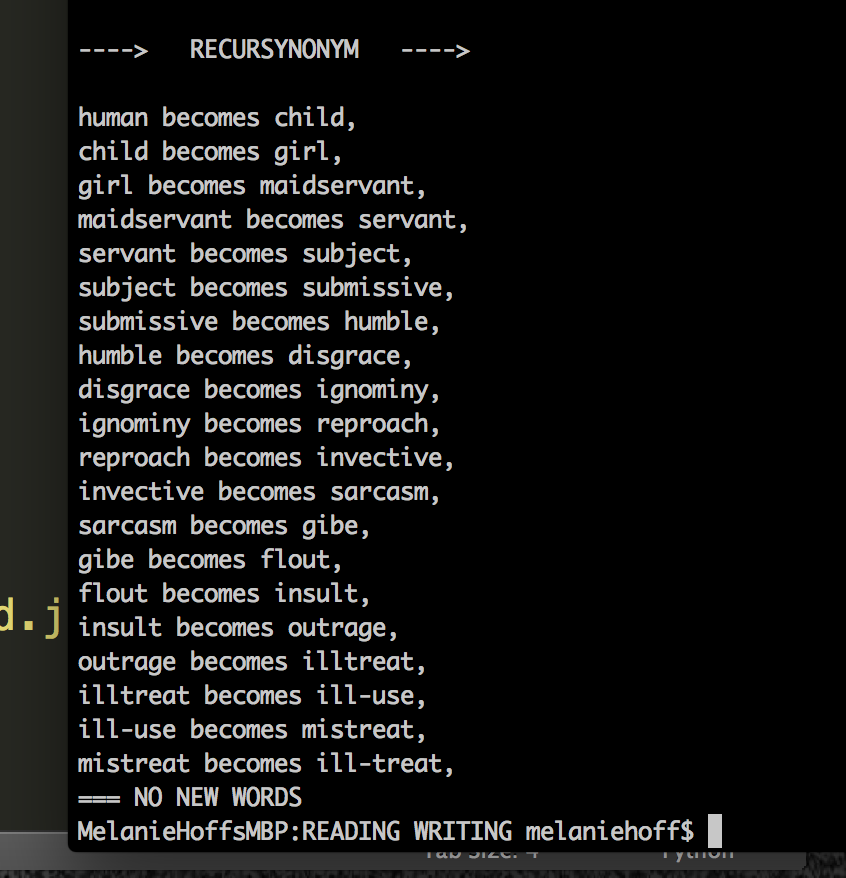 ---->   RECURSYNONYM   ---->
human becomes child,
child becomes girl,
girl becomes maidservant,
maidservant becomes servant,
servant becomes subject,
subject becomes submissive,
submissive becomes humble,
humble becomes disgrace,
disgrace becomes ignominy,
ignominy becomes reproach,
reproach becomes invective,
invective becomes sarcasm,
sarcasm becomes gibe,
gibe becomes flout,
flout becomes insult,
d.j
insult becomes outrage,
outrage becomes illtreat,
illtreat becomes ill-use,
ill-use becomes mistreat,
mistreat becomes ill-treat,
=== NO NEW WORDS
MelanieHoffsMBP:READING WRITING melaniehoff$
Tab Size: 4   Python